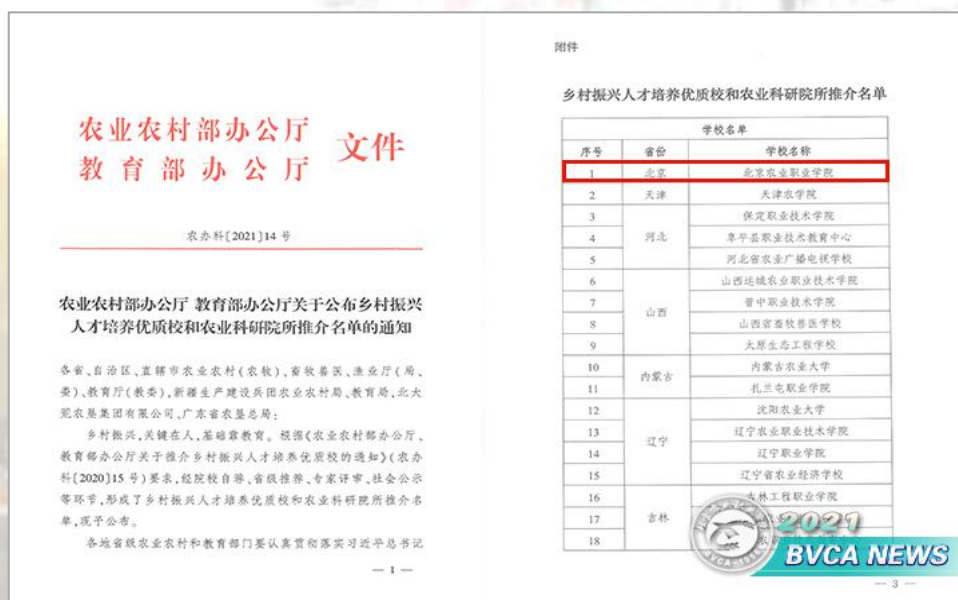 农业农村部办公厅
教育部办公厅
文件
农办科〔2021〕14 号
农业农村部办公厅 教育部办公厅关于公布乡村振兴
人才培养优质校和农业科研院所推介名单的通知
各省、自治区、直辖市农业农村(农牧)、畜牧兽医、渔业厅(局、
委)、教育厅(教委),新疆生产建设兵团农业农村局、教育局,北大
荒农垦集团有限公司、广东省农垦总局:
乡村振兴,关键在人,基础靠教育。根据《农业农村部办公厅、
教育部办公厅关于推介乡村振兴人才培养优质校的通知》(农办
科〔2020〕15 号)要求,经院校自荐、省级推荐、专家评审、社会公示
等环节,形成了乡村振兴人才培养优质校和农业科研院所推介名
单,现予公布。
各地省级农业农村和教育部门要认真贯彻落实习近平总书记
— 1 —
附件
乡村振兴人才培养优质校和农业科研院所推介名单
学校名单
序号 省份 学校名称
1 北京 北京农业职业学院
2 天津 天津农学院
3 保定职业技术学院
4 河北 阜平县职业技术教育中心
5 河北省农业广播电视学校
6 山西运城农业职业技术学院
7 晋中职业技术学院
山西
8 山西省畜牧兽医学校
9 太原生态工程学校
10 内蒙古农业大学
内蒙古
11 扎兰屯职业学院
12 沈阳农业大学
13 辽宁农业职业技术学院
辽宁
14 辽宁职业学院
15 辽宁省农业经济学校
16 吉林工程职业学院
17 吉林
18
2021
BVCA NEWS
— 3 —